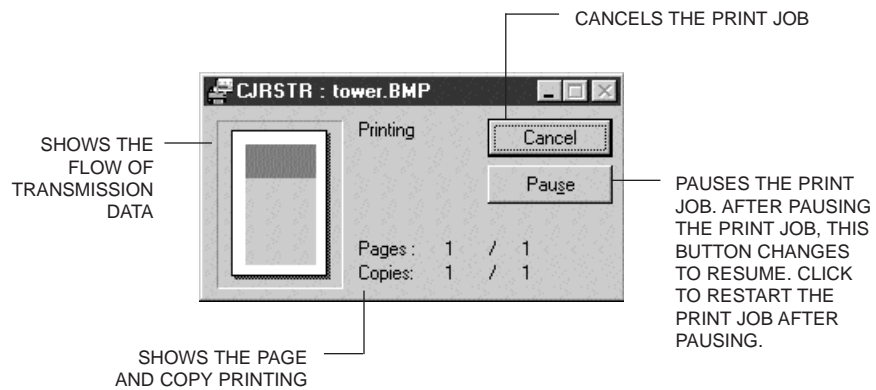 CANCELS THE PRINT JOB
CJRSTR : tower.BMP
Printing
Cancel
Pause
Pages : 1 / 1
Copies: 1 / 1
SHOWS THE
FLOW OF
TRANSMISSION
DATA
PAUSES THE PRINT
JOB. AFTER PAUSING
THE PRINT JOB, THIS
BUTTON CHANGES
TO RESUME. CLICK
TO RESTART THE
PRINT JOB AFTER
PAUSING.
SHOWS THE PAGE
AND COPY PRINTING